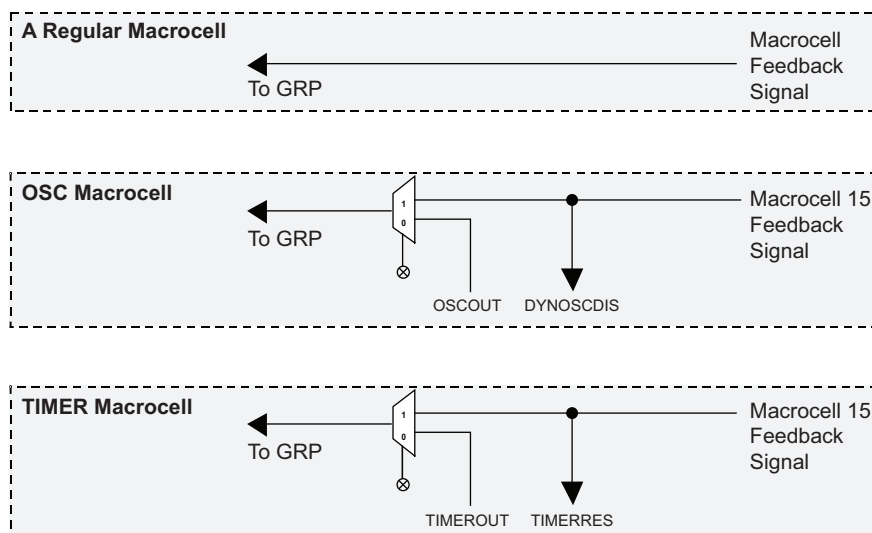 A Regular Macrocell
Macrocell
Feedback
Signal
To GRP
OSC Macrocell
1
0
Macrocell 15
Feedback
Signal
To GRP
OSCOUT DYNOSCDIS
TIMER Macrocell
1
0
Macrocell 15
Feedback
Signal
To GRP
TIMEROUT TIMERRES